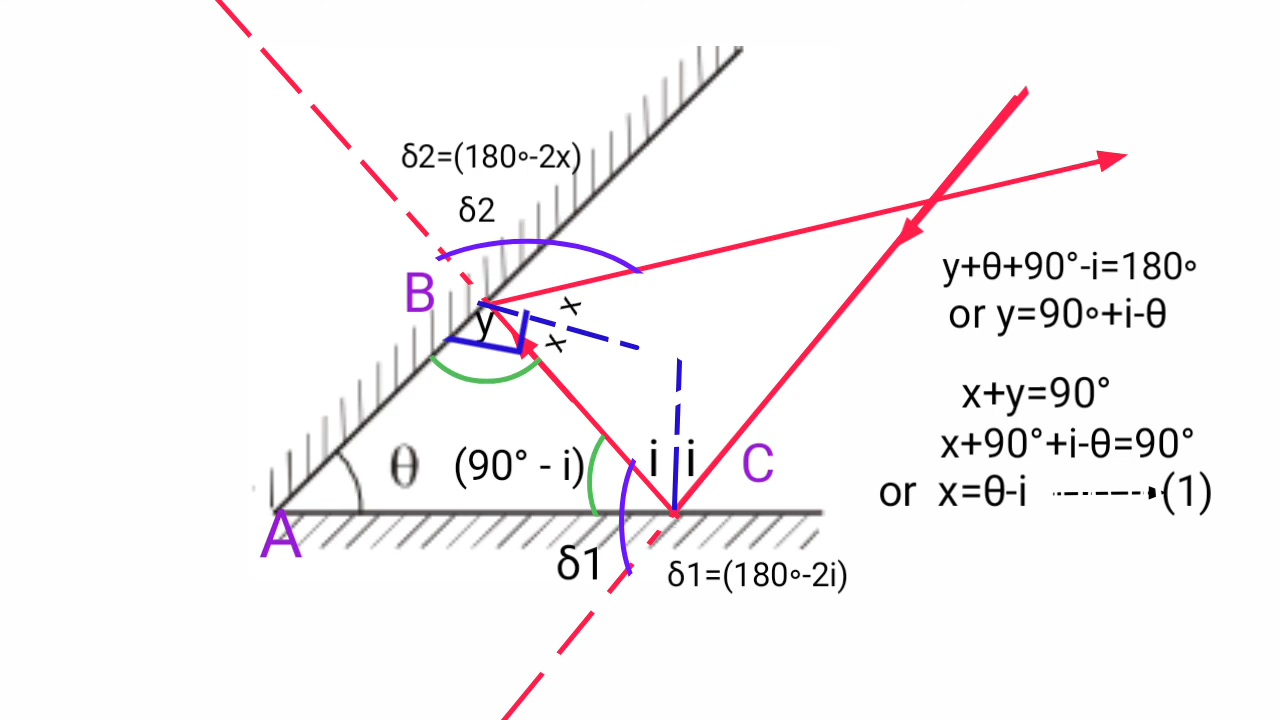 δ2=(180∘-2x)
δ2
B
y
x
x
y+θ+90°-i=180∘
or y=90∘+i-θ
x+y=90°
x+90°+i-θ=90°
or x=θ-i (1)
θ
(90° - i)
i
i
C
A
δ1
δ1=(180∘-2i)